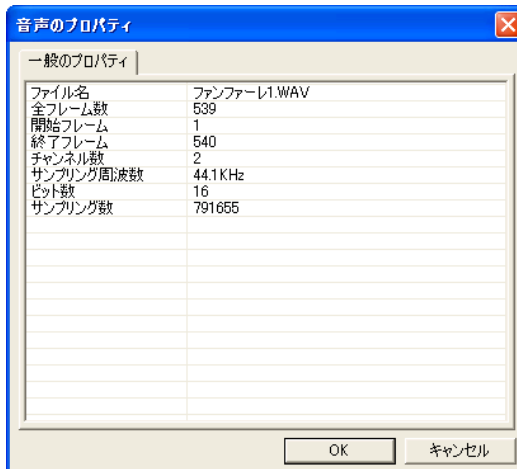 音声のプロパティ
一般のプロパティ
ファイル名 ファンファーレ1.WAV
全フレーム数 539
開始フレーム 1
終了フレーム 540
チャンネル数 2
サンプリング周波数 44.1KHz
ビット数 16
サンプリング数 791655
OK キャンセル